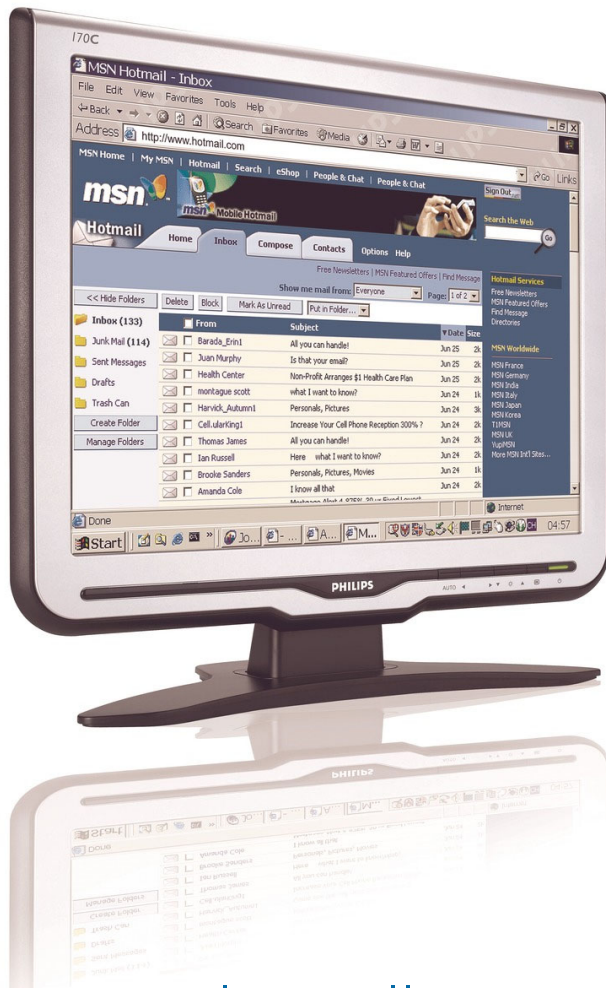 170C
MSN Hotmail - Inbox
File Edit View Favorites Tools Help
Back Search Favorites Media
Address http://www.hotmail.com Go Links
MSN Home | My MSN | Hotmail | Search | eShop | People & Chat | People & Chat
Sign Out
msn
msn Mobile Hotmail
Search the Web
Go
Hotmail
Home Inbox Compose Contacts Options Help
Free Newsletters | MSN Featured Offers | Find Message
Show me mail from: Everyone Page: 1 of 2
<< Hide Folders
Delete Block Mark As Unread Put in Folder...
From Subject Date Size
Inbox (133)
Junk Mail (114)
Sent Messages
Drafts
Trash Can
Create Folder
Manage Folders
Barada_Erin1 All you can handle! Jun 25 2k
Juan Murphy Is that your email? Jun 25 2k
Health Center Non-Profit Arranges $1 Health Care Plan Jun 25 2k
montague scott what I want to know? Jun 24 1k
Harvick_Autumn1 Personals, Pictures Jun 24 3k
Cell.ularKing1 Increase Your Cell Phone Reception 300% ? Jun 24 2k
Thomas James All you can handle! Jun 24 2k
Ian Russell Here what I want to know? Jun 24 2k
Brooke Sanders Personals, Pictures, Movies Jun 24 1k
Amanda Cole I know all that Jun 24 2k
Hotmail Services
Free Newsletters
MSN Featured Offers
Find Message
Directories
MSN Worldwide
MSN France
MSN Germany
MSN India
MSN Italy
MSN Japan
MSN Korea
T1MSN
MSN UK
YupiMSN
More MSN Int'l Sites...
Done Internet
Start Jo... - ... A... M... CH 04:57
PHILIPS
AUTO